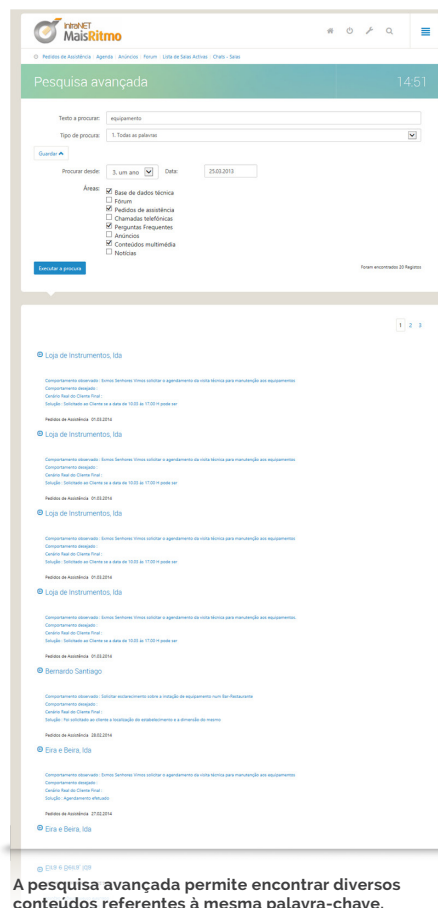 intraNET
MaisRitmo
Pedidos de Assistência · Agenda · Anúncios · Forum · Lista de Salas Activas · Chats - Salas
Pesquisa avançada 14:51
Texto a procurar: equipamento
Tipo de procura: 1. Todas as palavras
Guardar
Procurar desde: 3. um ano Data: 25.03.2013
Áreas: Base de dados técnica
Fórum
Pedidos de assistência
Chamadas telefónicas
Perguntas Frequentes
Anúncios
Conteúdos multimédia
Notícias
Executar a procura Foram encontrados 20 Registos
1 2 3
Loja de Instrumentos, lda
Comportamento observado : Exmos Senhores Vimos solicitar o agendamento da visita técnica para manutenção aos equipamentos
Comportamento desejado :
Cenário Real do Cliente Final :
Solução : Solicitado ao Cliente se a data de 10.03 às 17:00 H pode ser
Pedidos de Assistência 01.03.2014
Loja de Instrumentos, lda
Comportamento observado : Exmos Senhores Vimos solicitar o agendamento da visita técnica para manutenção aos equipamentos
Comportamento desejado :
Cenário Real do Cliente Final :
Solução : Solicitado ao Cliente se a data de 10.03 às 17:00 H pode ser
Pedidos de Assistência 01.03.2014
Loja de Instrumentos, lda
Comportamento observado : Exmos Senhores Vimos solicitar o agendamento da visita técnica para manutenção aos equipamentos
Comportamento desejado :
Cenário Real do Cliente Final :
Solução : Solicitado ao Cliente se a data de 10.03 às 17:00 H pode ser
Pedidos de Assistência 01.03.2014
Loja de Instrumentos, lda
Comportamento observado : Exmos Senhores Vimos solicitar o agendamento da visita técnica para manutenção aos equipamentos.
Comportamento desejado :
Cenário Real do Cliente Final :
Solução : Solicitado ao Cliente se a data de 10.03 às 17:00 H pode ser
Pedidos de Assistência 01.03.2014
Bernardo Santiago
Comportamento observado : Solicitar esclarecimento sobre a instalação de equipamento num Bar-Restaurante
Comportamento desejado :
Cenário Real do Cliente Final :
Solução : Foi solicitado ao cliente a localização do estabelecimento e a dimensão do mesmo
Pedidos de Assistência 28.02.2014
Eira e Beira, lda
Comportamento observado : Exmos Senhores Vimos solicitar o agendamento da visita técnica para manutenção aos equipamentos
Comportamento desejado :
Cenário Real do Cliente Final :
Solução : Agendamento efetuado
Pedidos de Assistência 27.02.2014
Eira e Beira, lda
A pesquisa avançada permite encontrar diversos
conteúdos referentes à mesma palavra-chave.